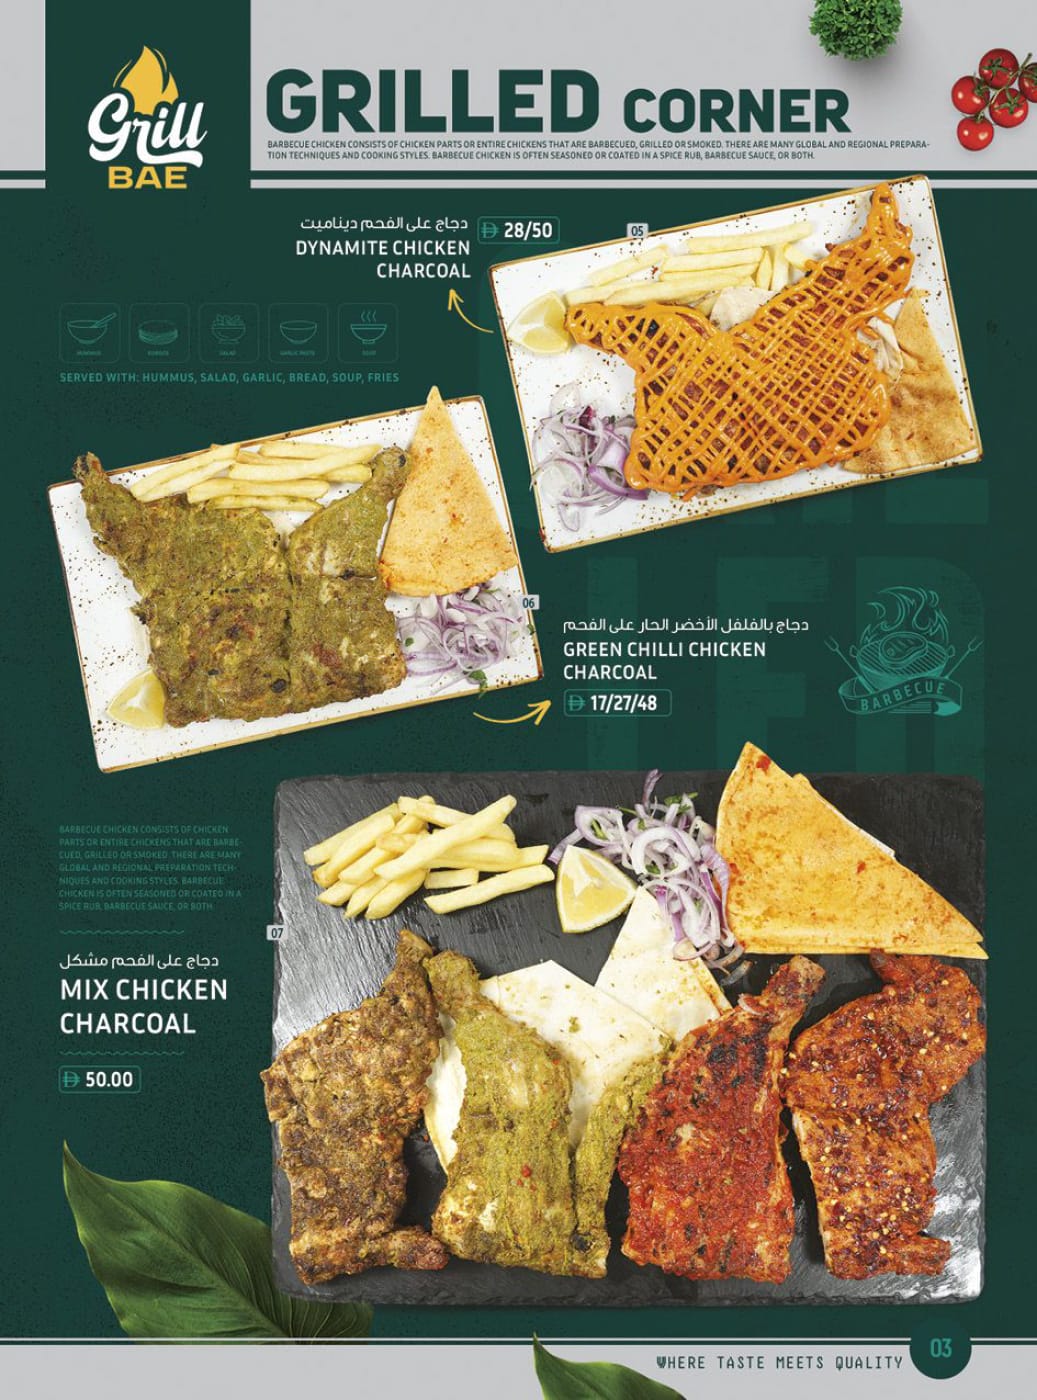 Grill
BAE
GRILLED CORNER
BARBECUE CHICKEN CONSISTS OF CHICKEN PARTS OR ENTIRE CHICKENS THAT ARE BARBECUED, GRILLED OR SMOKED. THERE ARE MANY GLOBAL AND REGIONAL PREPARA-
TION TECHNIQUES AND COOKING STYLES. BARBECUE CHICKEN IS OFTEN SEASONED OR COATED IN A SPICE RUB, BARBECUE SAUCE, OR BOTH.
دجاج على الفحم ديناميت
28/50
DYNAMITE CHICKEN
CHARCOAL
05
HUMMUS
SALAD
GARLIC PASTE
SOUP
SERVED WITH: HUMMUS, SALAD, GARLIC, BREAD, SOUP, FRIES
06
دجاج بالفلفل الأخضر الحار على الفحم
GREEN CHILLI CHICKEN
CHARCOAL
17/27/48
BARBECUE
BARBECUE CHICKEN CONSISTS OF CHICKEN
PARTS OR ENTIRE CHICKENS THAT ARE BARBE-
CUED, GRILLED OR SMOKED. THERE ARE MANY
GLOBAL AND REGIONAL PREPARATION TECH-
NIQUES AND COOKING STYLES. BARBECUE
CHICKEN IS OFTEN SEASONED OR COATED IN A
SPICE RUB, BARBECUE SAUCE, OR BOTH.
07
دجاج على الفحم مشكل
MIX CHICKEN
CHARCOAL
50.00
WHERE TASTE MEETS QUALITY
03